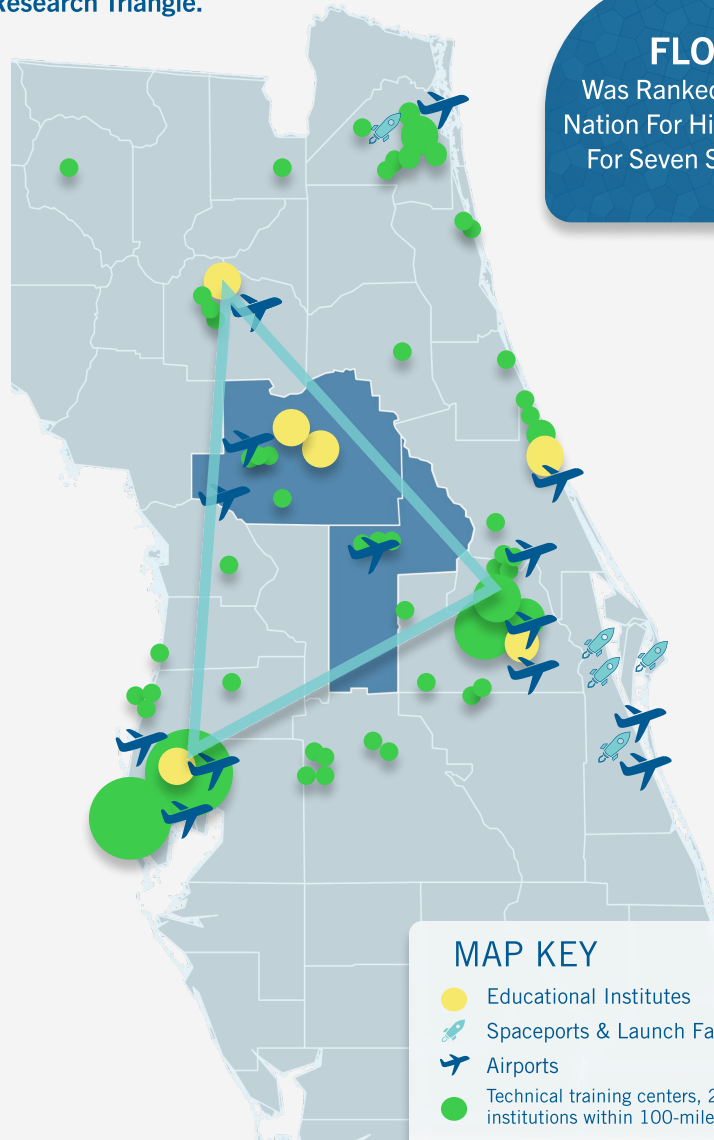 Research Triangle.
FLO
Was Ranked
Nation For Hi
For Seven S
MAP KEY
Educational Institutes
Spaceports & Launch Fa
Airports
Technical training centers, 2
institutions within 100-mile